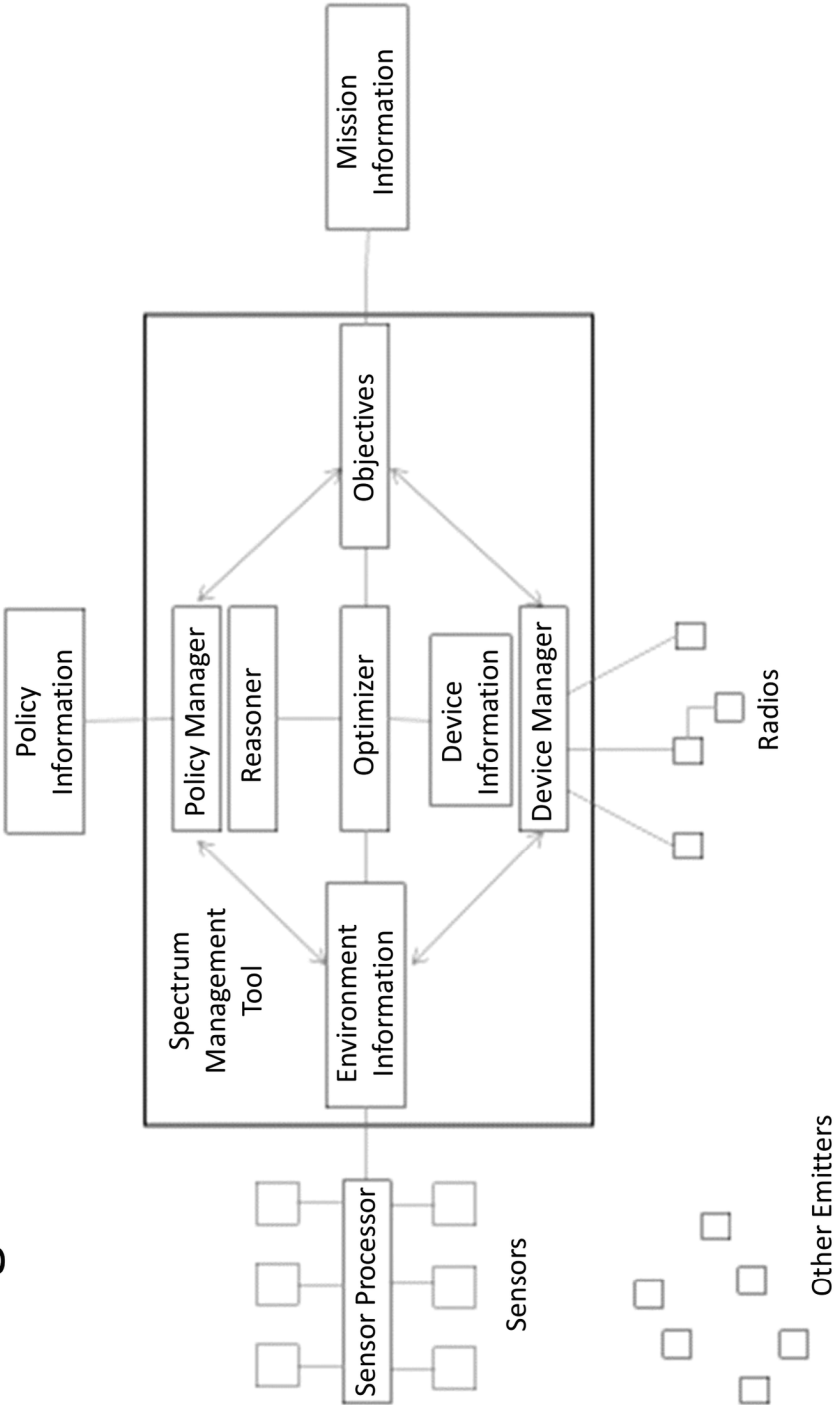 Policy
Information
Spectrum
Management
Tool
Policy Manager
Reasoner
Sensor Processor
Environment
Information
Optimizer
Objectives
Mission
Information
Device
Information
Device Manager
Sensors
Radios
Other Emitters